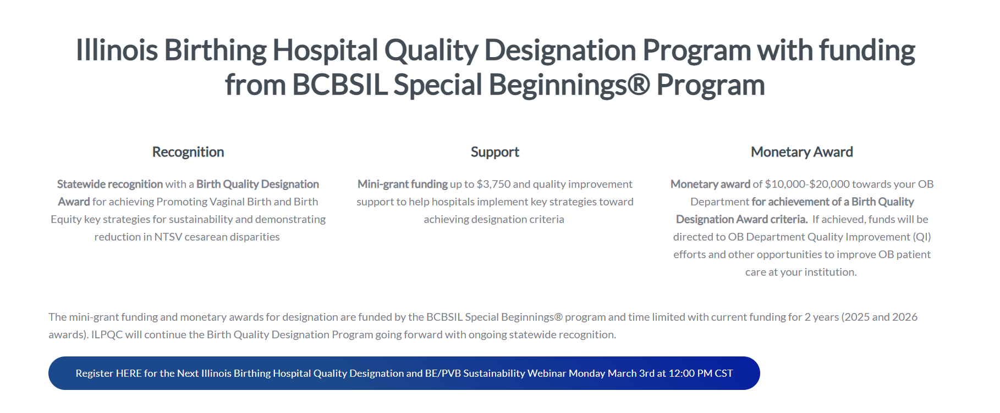 Illinois Birthing Hospital Quality Designation Program with funding
from BCBSIL Special Beginnings® Program
Recognition
Statewide recognition with a Birth Quality Designation
Award for achieving Promoting Vaginal Birth and Birth
Equity key strategies for sustainability and demonstrating
reduction in NTSV cesarean disparities
Support
Mini-grant funding up to $3,750 and quality improvement
support to help hospitals implement key strategies toward
achieving designation criteria
Monetary Award
Monetary award of $10,000-$20,000 towards your OB
Department for achievement of a Birth Quality
Designation Award criteria. If achieved, funds will be
directed to OB Department Quality Improvement (QI)
efforts and other opportunities to improve OB patient
care at your institution.
The mini-grant funding and monetary awards for designation are funded by the BCBSIL Special Beginnings® program and time limited with current funding for 2 years (2025 and 2026
awards). ILPQC will continue the Birth Quality Designation Program going forward with ongoing statewide recognition.
Register HERE for the Next Illinois Birthing Hospital Quality Designation and BE/PVB Sustainability Webinar Monday March 3rd at 12:00 PM CST